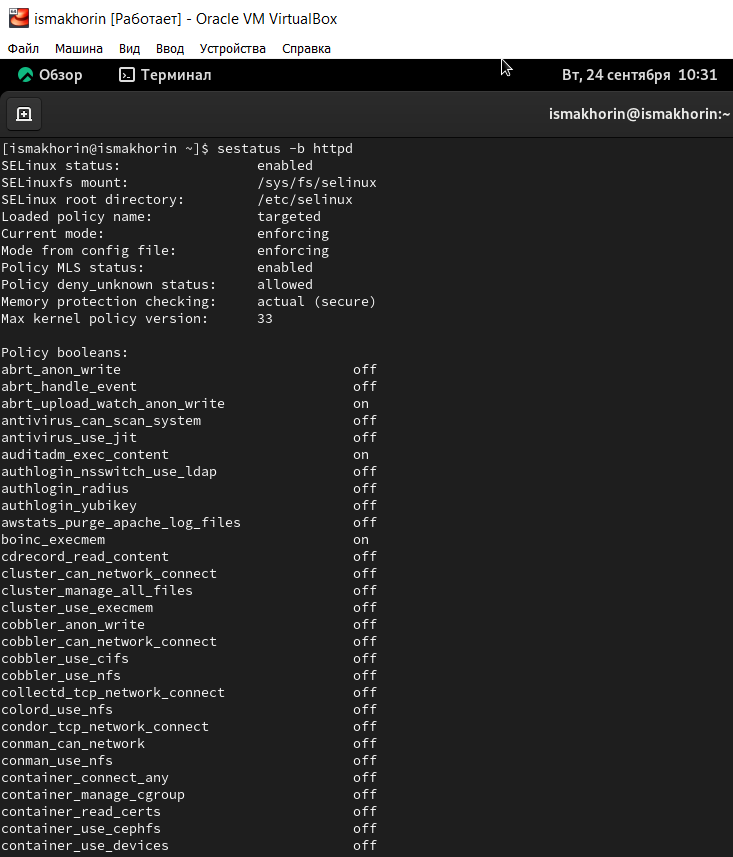 ismakhorin [Работает] - Oracle VM VirtualBox
Файл Машина Вид Ввод Устройства Справка
Обзор Терминал Вт, 24 сентября 10:31
ismakhorin@ismakhorin:~
[ismakhorin@ismakhorin ~]$ sestatus -b httpd
SELinux status: enabled
SELinuxfs mount: /sys/fs/selinux
SELinux root directory: /etc/selinux
Loaded policy name: targeted
Current mode: enforcing
Mode from config file: enforcing
Policy MLS status: enabled
Policy deny_unknown status: allowed
Memory protection checking: actual (secure)
Max kernel policy version: 33
Policy booleans:
abrt_anon_write off
abrt_handle_event off
abrt_upload_watch_anon_write on
antivirus_can_scan_system off
antivirus_use_jit off
auditadm_exec_content on
authlogin_nsswitch_use_ldap off
authlogin_radius off
authlogin_yubikey off
awstats_purge_apache_log_files off
boinc_execmem on
cdrecord_read_content off
cluster_can_network_connect off
cluster_manage_all_files off
cluster_use_execmem off
cobbler_anon_write off
cobbler_can_network_connect off
cobbler_use_cifs off
cobbler_use_nfs off
collectd_tcp_network_connect off
colord_use_nfs off
condor_tcp_network_connect off
conman_can_network off
conman_use_nfs off
container_connect_any off
container_manage_cgroup off
container_read_certs off
container_use_cephfs off
container_use_devices off